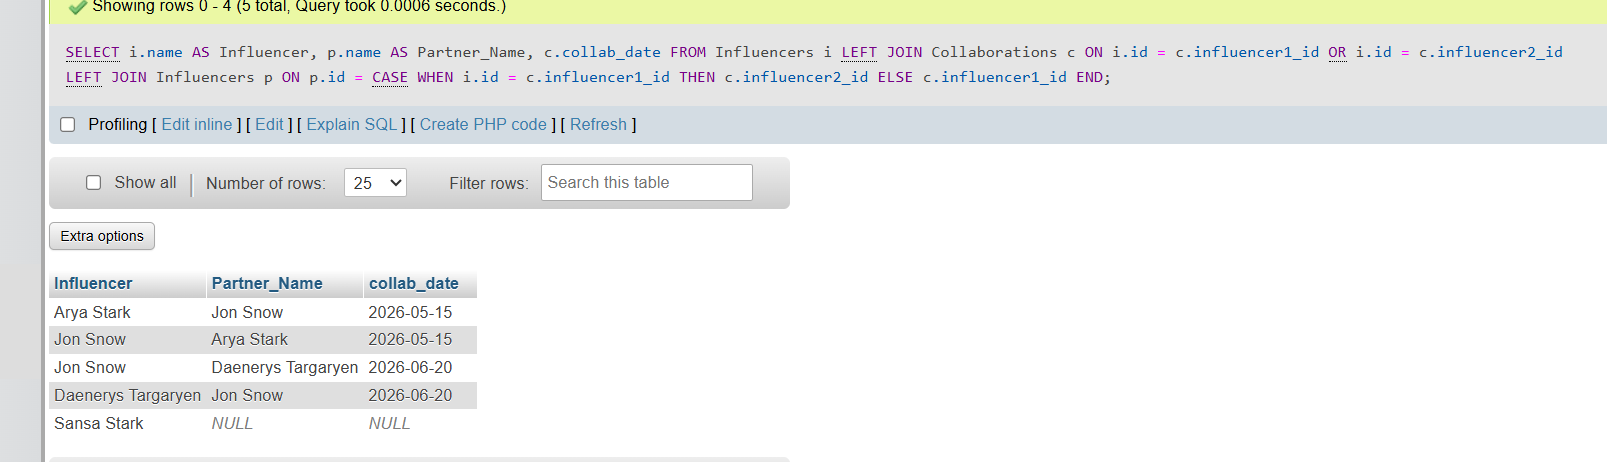 Showing rows 0 - 4 (5 total, Query took 0.0006 seconds.)
SELECT i.name AS Influencer, p.name AS Partner_Name, c.collab_date FROM Influencers i LEFT JOIN Collaborations c ON i.id = c.influencer1_id OR i.id = c.influencer2_id
LEFT JOIN Influencers p ON p.id = CASE WHEN i.id = c.influencer1_id THEN c.influencer2_id ELSE c.influencer1_id END;
Profiling [ Edit inline ] [ Edit ] [ Explain SQL ] [ Create PHP code ] [ Refresh ]
Show all Number of rows: 25 Filter rows: Search this table
Extra options
Influencer Partner_Name collab_date
Arya Stark Jon Snow 2026-05-15
Jon Snow Arya Stark 2026-05-15
Jon Snow Daenerys Targaryen 2026-06-20
Daenerys Targaryen Jon Snow 2026-06-20
Sansa Stark NULL NULL